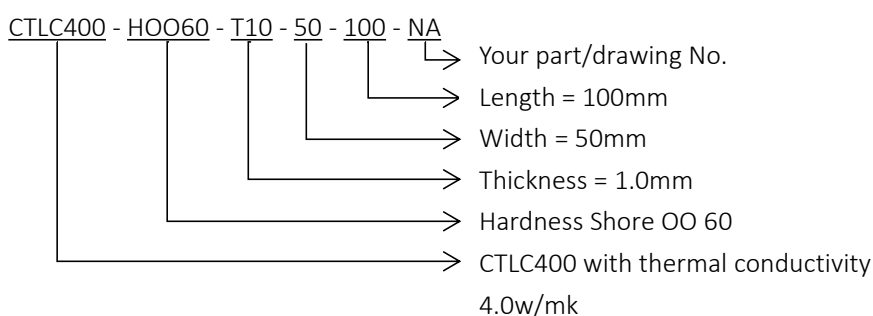 CTLC400 - HOO60 - T10 - 50 - 100 - NA
Your part/drawing No.
Length = 100mm
Width = 50mm
Thickness = 1.0mm
Hardness Shore OO 60
CTLC400 with thermal conductivity
4.0w/mk